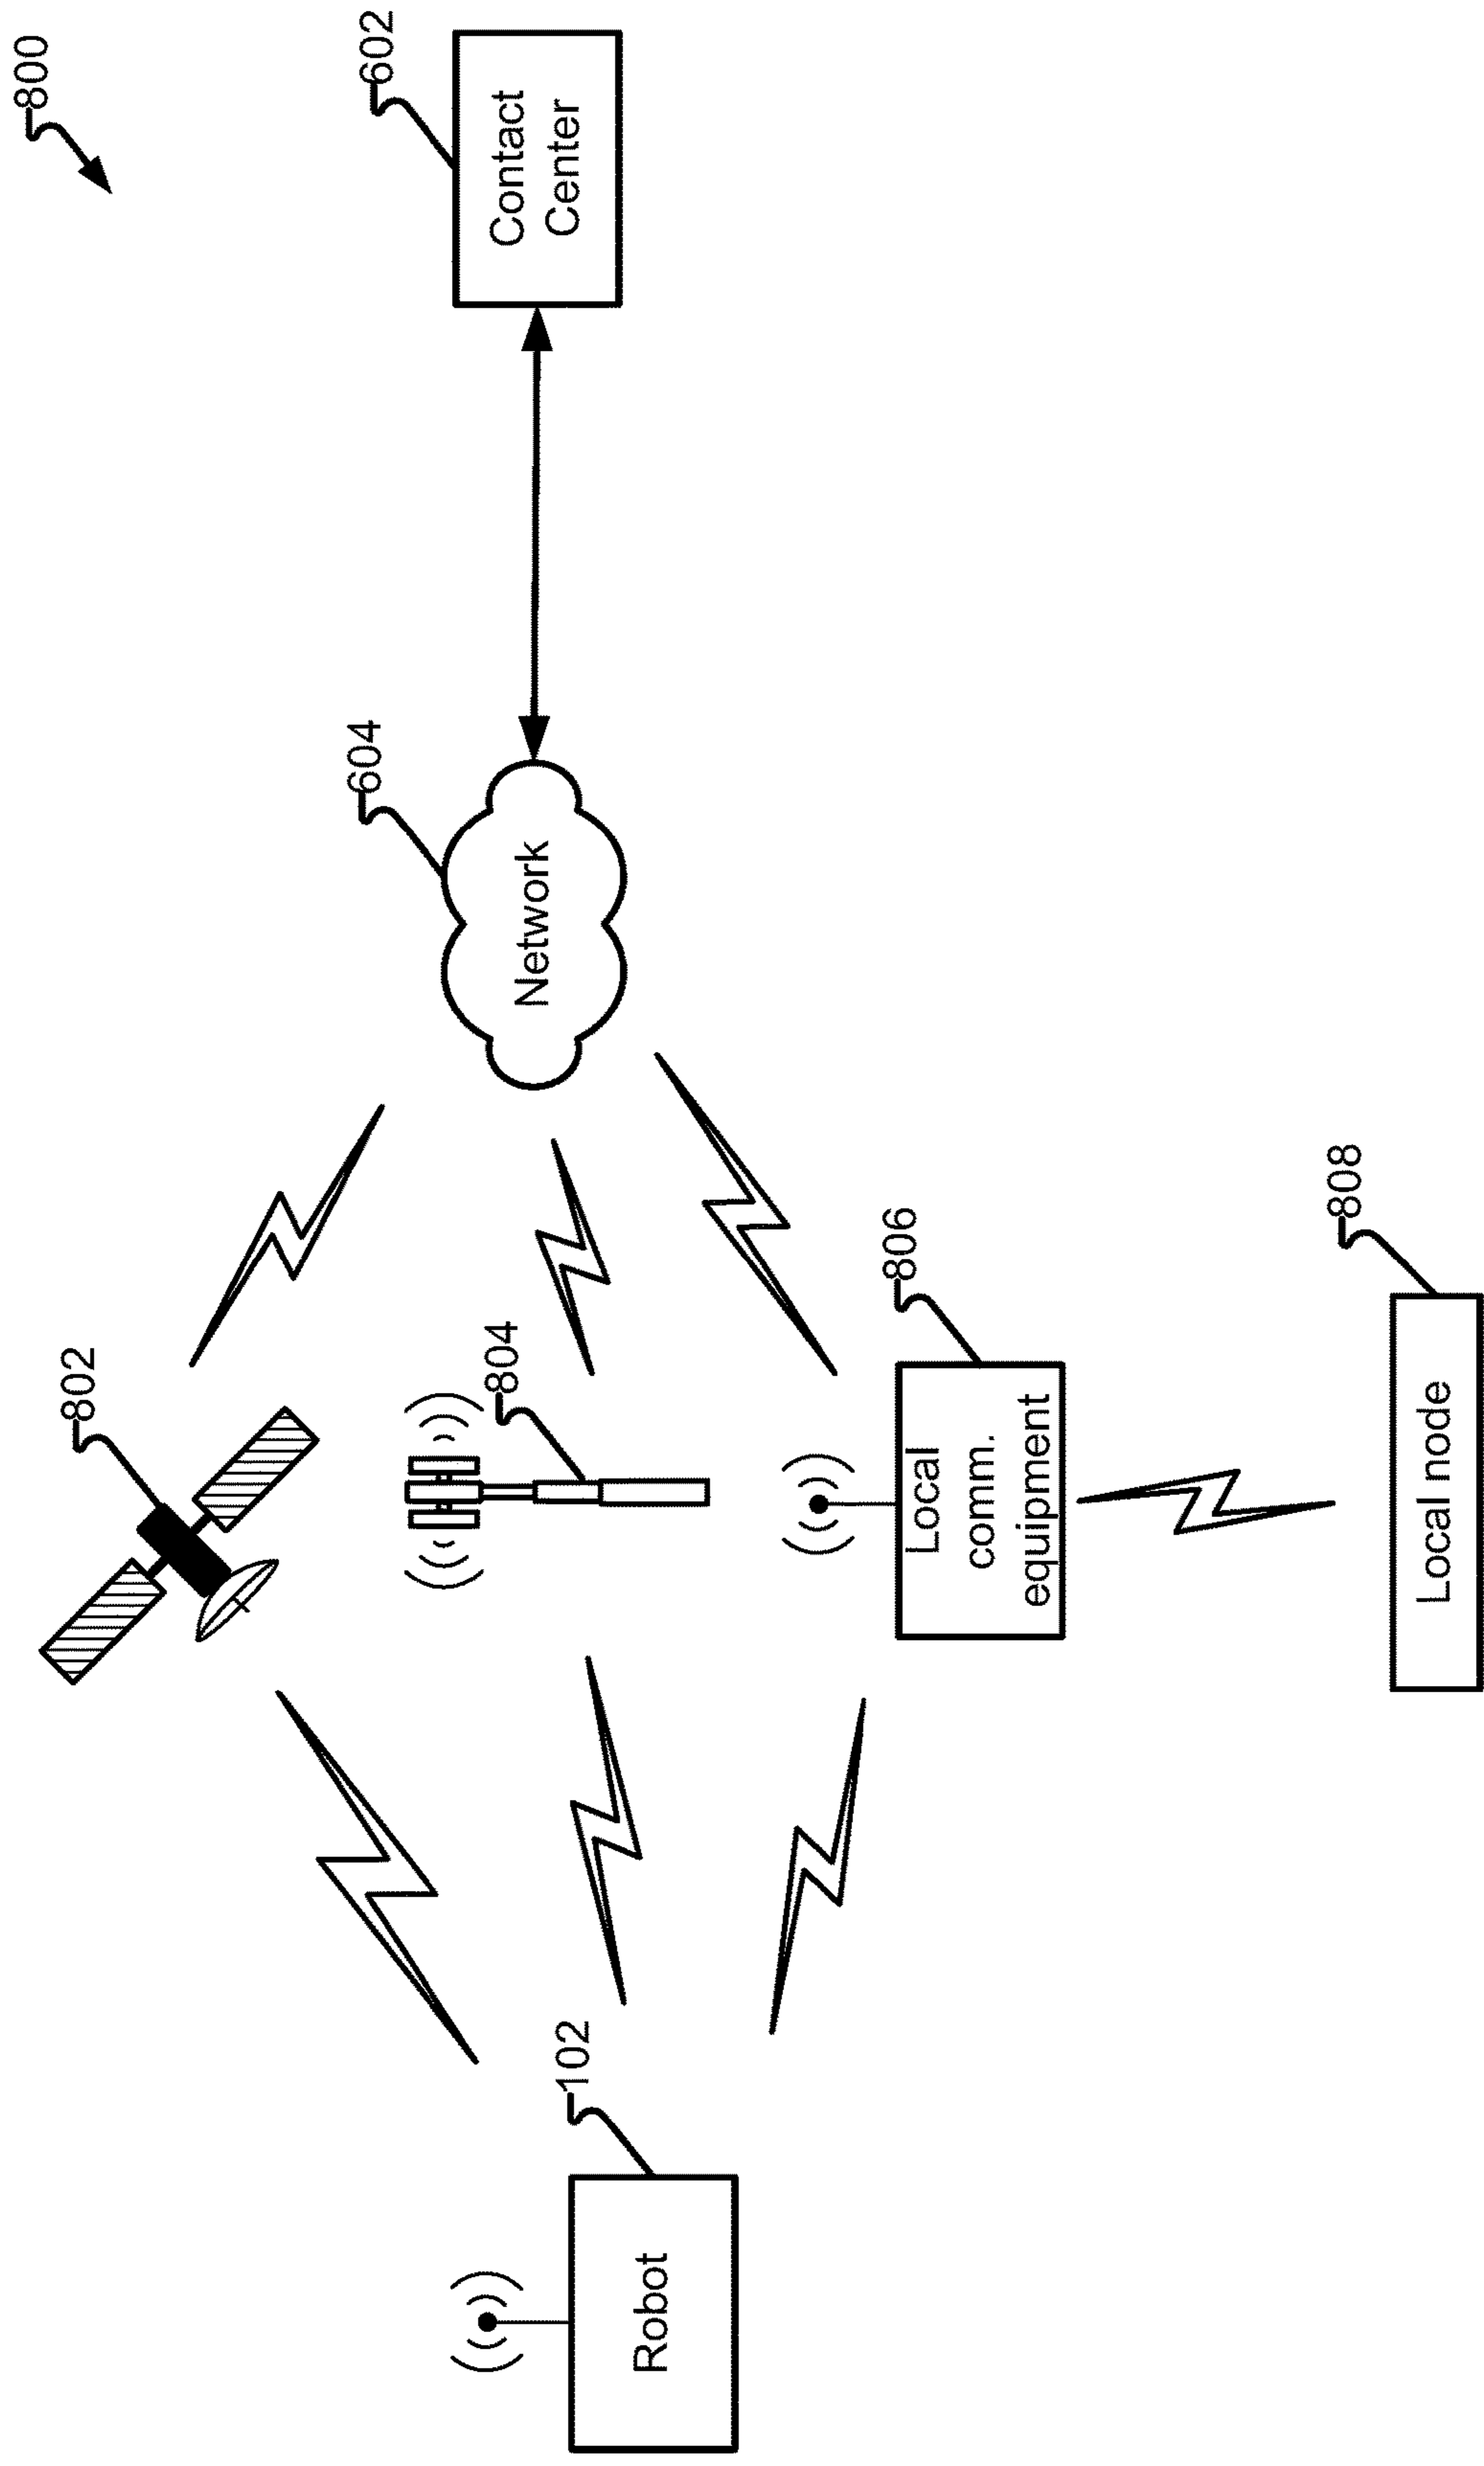 800
602
Contact
Center
604
Network
802
804
806
Local
comm.
equipment
808
Local node
102
Robot